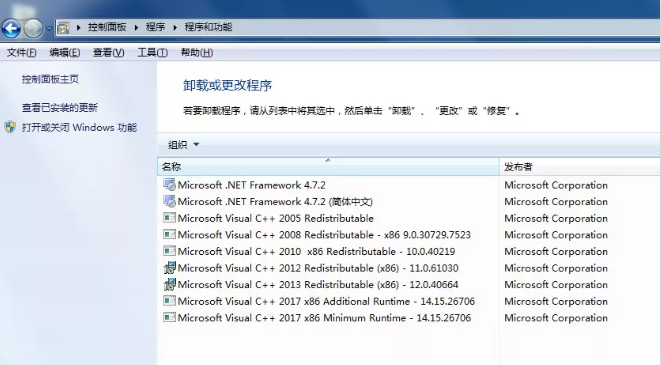 控制面板 ▸ 程序 ▸ 程序和功能
文件(F) 编辑(E) 查看(V) 工具(T) 帮助(H)
控制面板主页
查看已安装的更新
打开或关闭 Windows 功能
卸载或更改程序
若要卸载程序，请从列表中将其选中，然后单击“卸载”、“更改”或“修复”。
组织
名称 发布者
Microsoft .NET Framework 4.7.2 Microsoft Corporation
Microsoft .NET Framework 4.7.2 (简体中文) Microsoft Corporation
Microsoft Visual C++ 2005 Redistributable Microsoft Corporation
Microsoft Visual C++ 2008 Redistributable - x86 9.0.30729.7523 Microsoft Corporation
Microsoft Visual C++ 2010  x86 Redistributable - 10.0.40219 Microsoft Corporation
Microsoft Visual C++ 2012 Redistributable (x86) - 11.0.61030 Microsoft Corporation
Microsoft Visual C++ 2013 Redistributable (x86) - 12.0.40664 Microsoft Corporation
Microsoft Visual C++ 2017 x86 Additional Runtime - 14.15.26706 Microsoft Corporation
Microsoft Visual C++ 2017 x86 Minimum Runtime - 14.15.26706 Microsoft Corporation